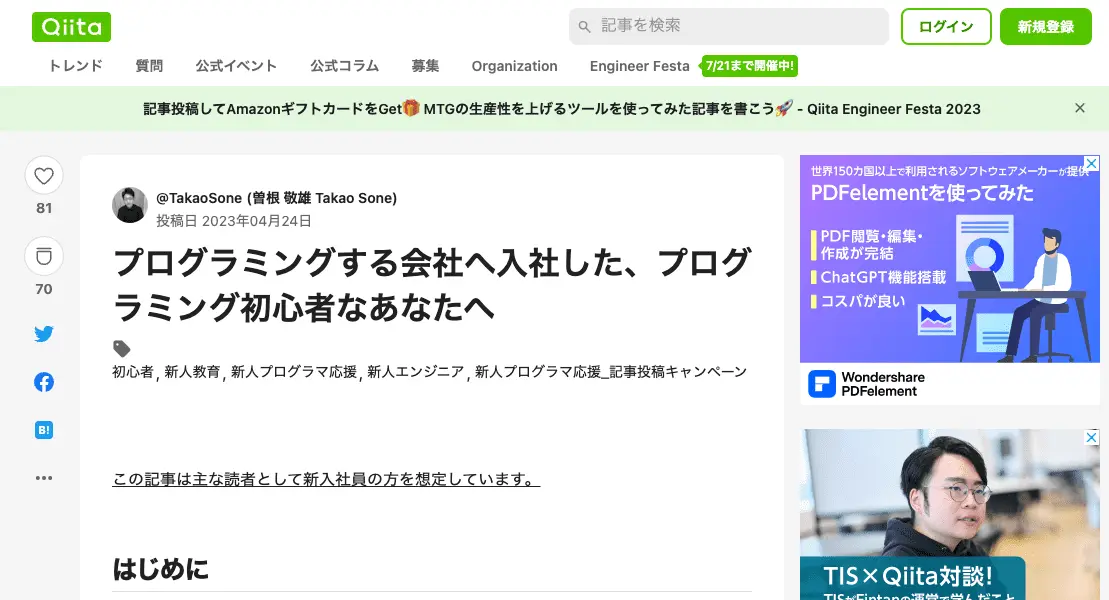 Qiita
記事を検索
ログイン
新規登録
トレンド 質問 公式イベント 公式コラム 募集 Organization Engineer Festa 7/21まで開催中!
記事投稿してAmazonギフトカードをGet🎁 MTGの生産性を上げるツールを使ってみた記事を書こう🚀 - Qiita Engineer Festa 2023
81
70
B!
@TakaoSone (曽根 敬雄 Takao Sone)
投稿日 2023年04月24日
プログラミングする会社へ入社した、プログ
ラミング初心者なあなたへ
初心者, 新人教育, 新人プログラマ応援, 新人エンジニア, 新人プログラマ応援_記事投稿キャンペーン
この記事は主な読者として新入社員の方を想定しています。
はじめに
世界150カ国以上で利用されるソフトウェアメーカーが提供
PDFelementを使ってみた
PDF閲覧・編集・
作成が完結
ChatGPT機能搭載
コスパが良い
Wondershare
PDFelement
TIS×Qiita対談!
TISがFintanの運営で学んだこと